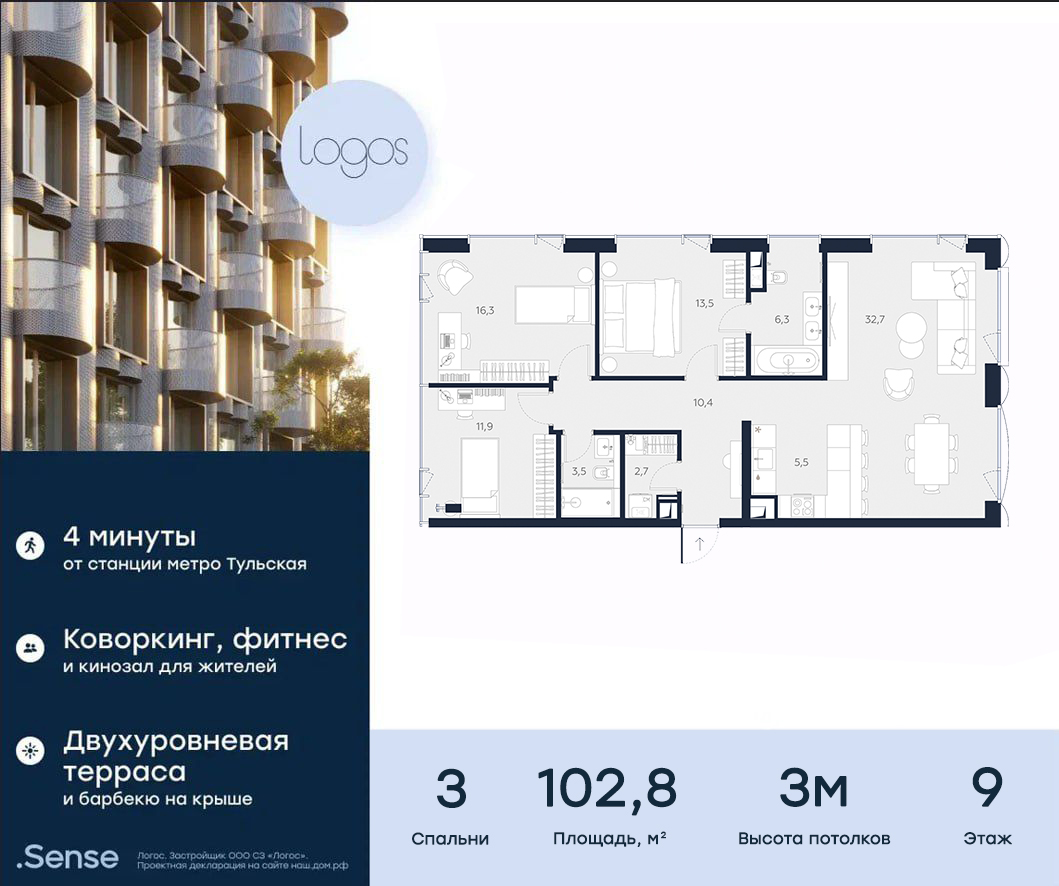 logos
16,3
13,5
6,3
32,7
10,4
11,9
3,5
2,7
5,5
4 минуты
от станции метро Тульская
Коворкинг, фитнес
и кинозал для жителей
Двухуровневая
терраса
и барбекю на крыше
.Sense
Логос. Застройщик ООО СЗ «Логос».
Проектная декларация на сайте наш.дом.рф
3
Спальни
102,8
Площадь, м²
3м
Высота потолков
9
Этаж